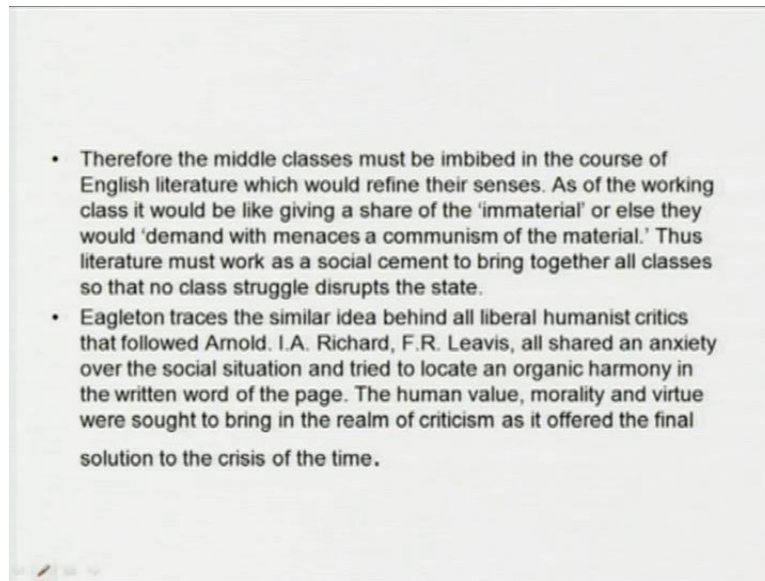 • Therefore the middle classes must be imbibed in the course of
English literature which would refine their senses. As of the working
class it would be like giving a share of the 'immaterial' or else they
would 'demand with menaces a communism of the material.' Thus
literature must work as a social cement to bring together all classes
so that no class struggle disrupts the state.
• Eagleton traces the similar idea behind all liberal humanist critics
that followed Arnold. I.A. Richard, F.R. Leavis, all shared an anxiety
over the social situation and tried to locate an organic harmony in
the written word of the page. The human value, morality and virtue
were sought to bring in the realm of criticism as it offered the final
solution to the crisis of the time.